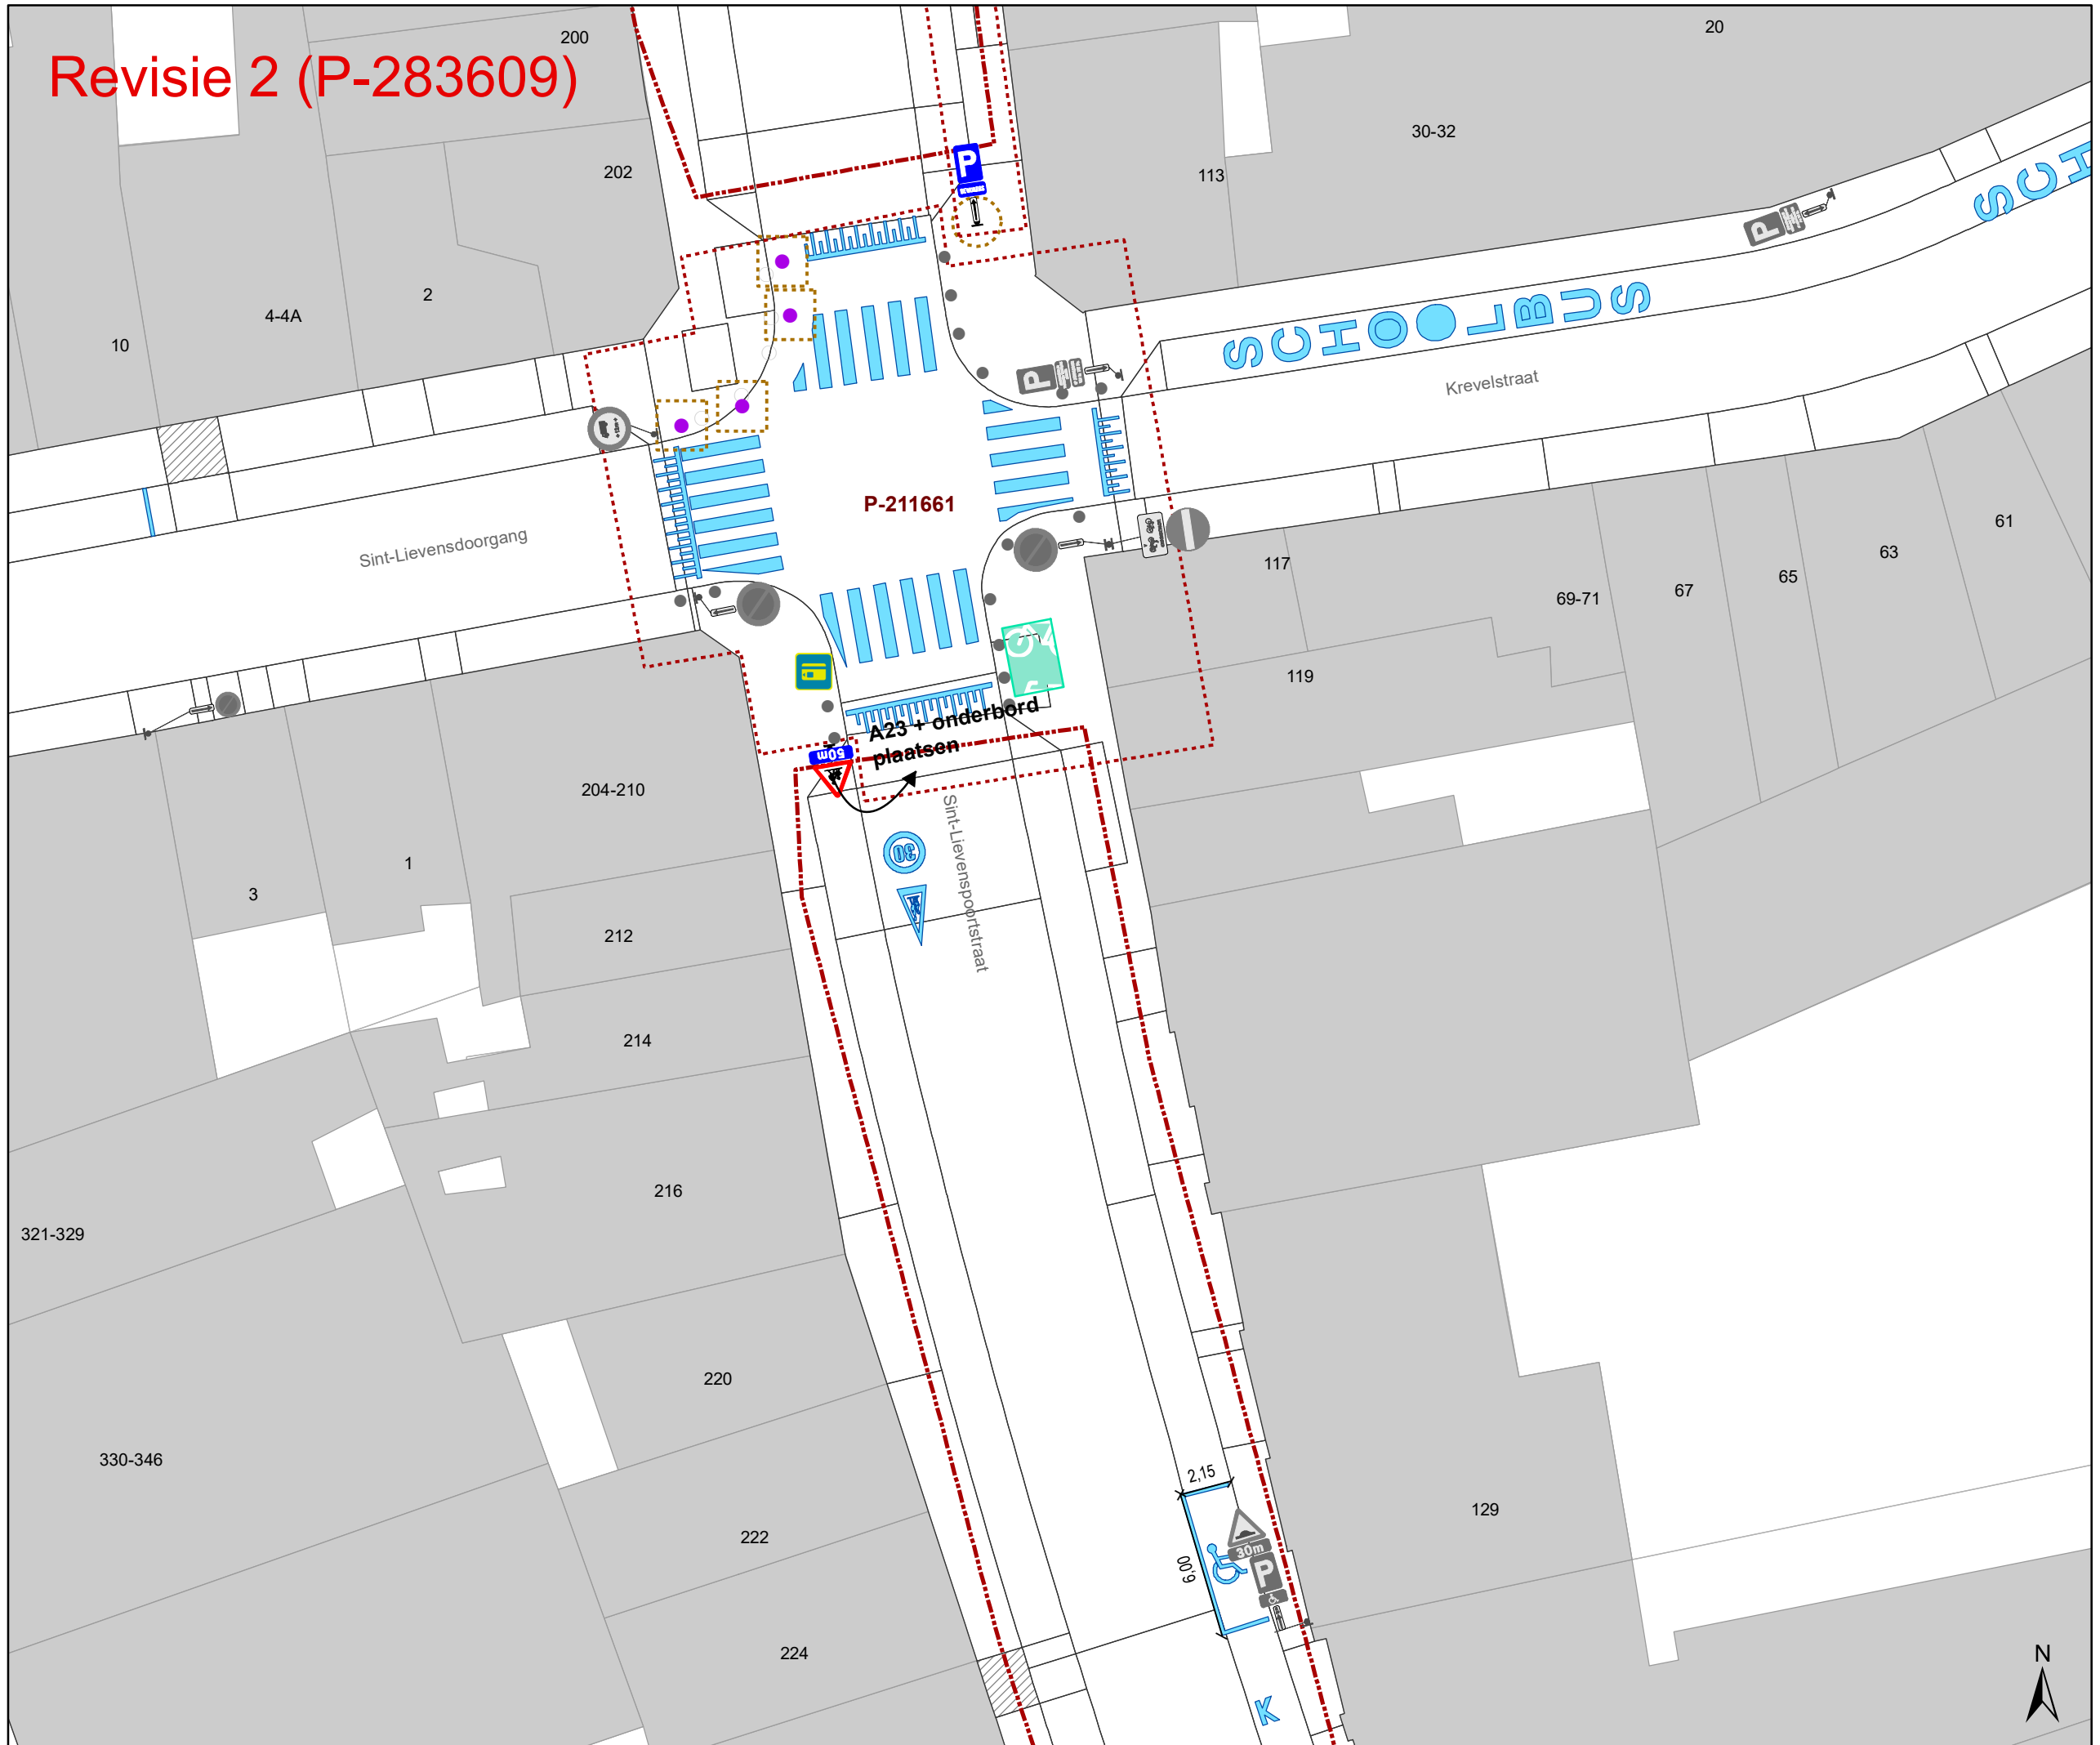 Revisie 2 (P-283609)
200
20
202
113
30-32
P
P
SCH
4-4A
2
10
SCHOOLBUS
P
Krevelstraat
P-211661
Sint-Lievensdoorgang
117
69-71
67
65
63
61
119
A23 + onderbord
plaatsen
50m
204-210
Sint-Lievenspoortstraat
30
1
3
212
214
216
321-329
220
330-346
2,15
129
222
6,00
30m
P
224
K
N